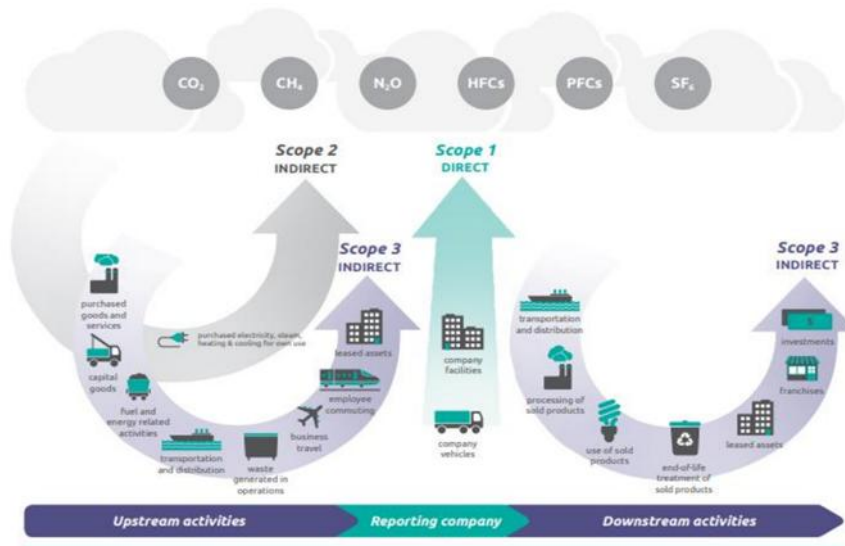 CO₂
CH₄
N₂O
HFCs
PFCs
SF₆
Scope 2
INDIRECT
Scope 1
DIRECT
Scope 3
INDIRECT
Scope 3
INDIRECT
purchased
goods and
services
capital
goods
fuel and
energy related
activities
transportation
and distribution
waste
generated in
operations
business
travel
employee
commuting
leased assets
purchased electricity, steam,
heating & cooling for own use
company
facilities
company
vehicles
transportation
and distribution
processing of
sold products
use of sold
products
end-of-life
treatment of
sold products
leased assets
franchises
$
investments
Upstream activities
Reporting company
Downstream activities